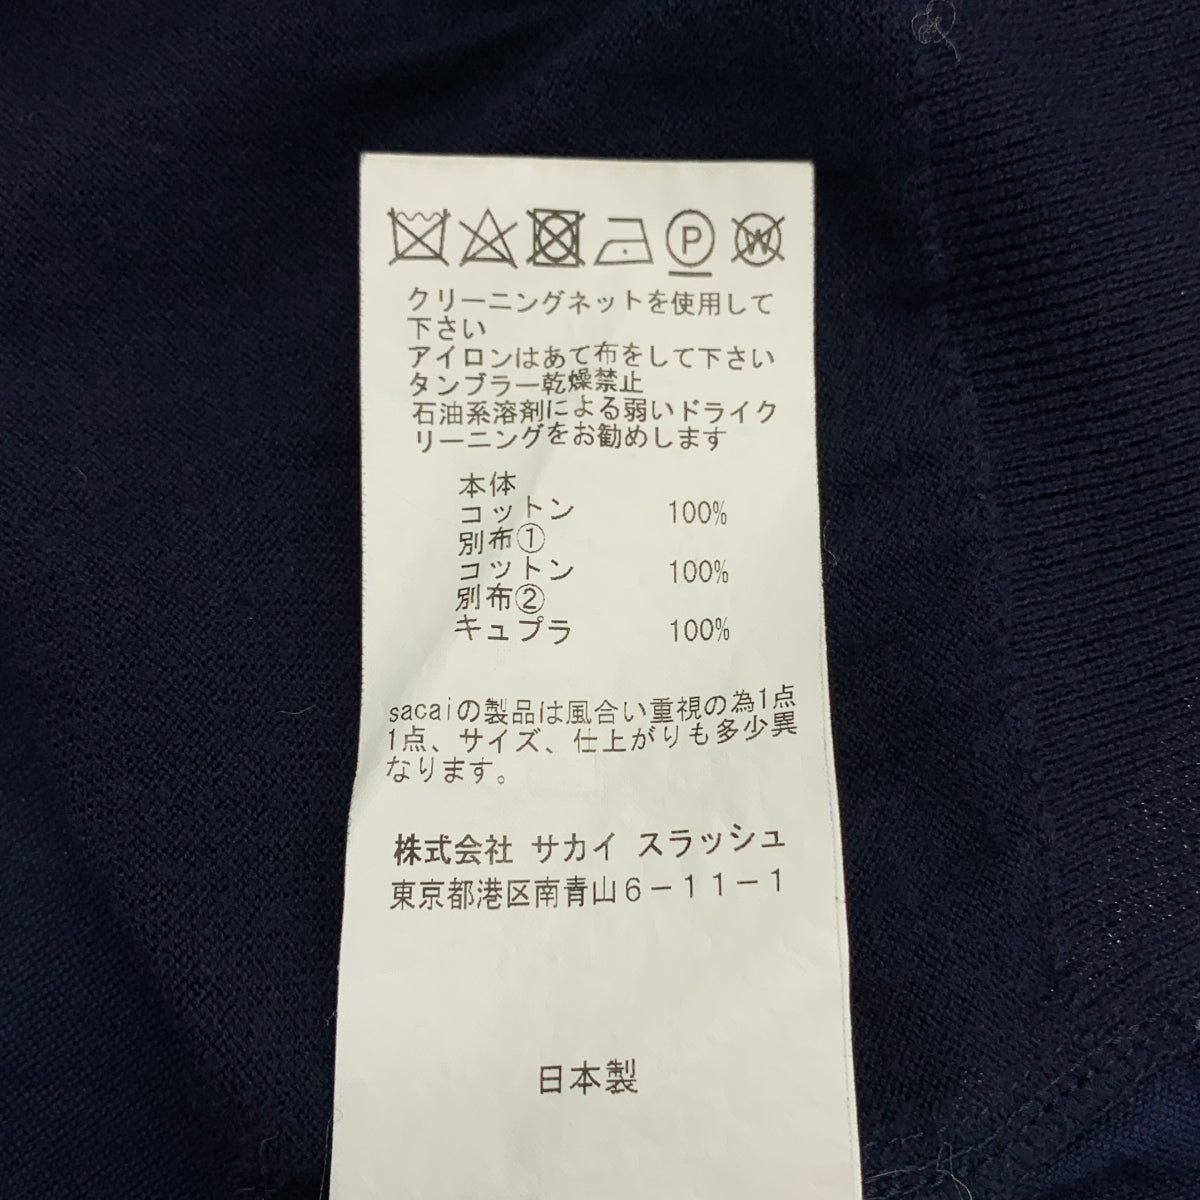 P
W
クリーニングネットを使用して
下さい
アイロンはあて布をして下さい
タンブラー乾燥禁止
石油系溶剤による弱いドライク
リーニングをお勧めします
本体
コットン 100%
別布①
コットン 100%
別布②
キュプラ 100%
sacaiの製品は風合い重視の為1点
1点、サイズ、仕上がりも多少異
なります。
株式会社 サカイ スラッシュ
東京都港区南青山6-11-1
日本製